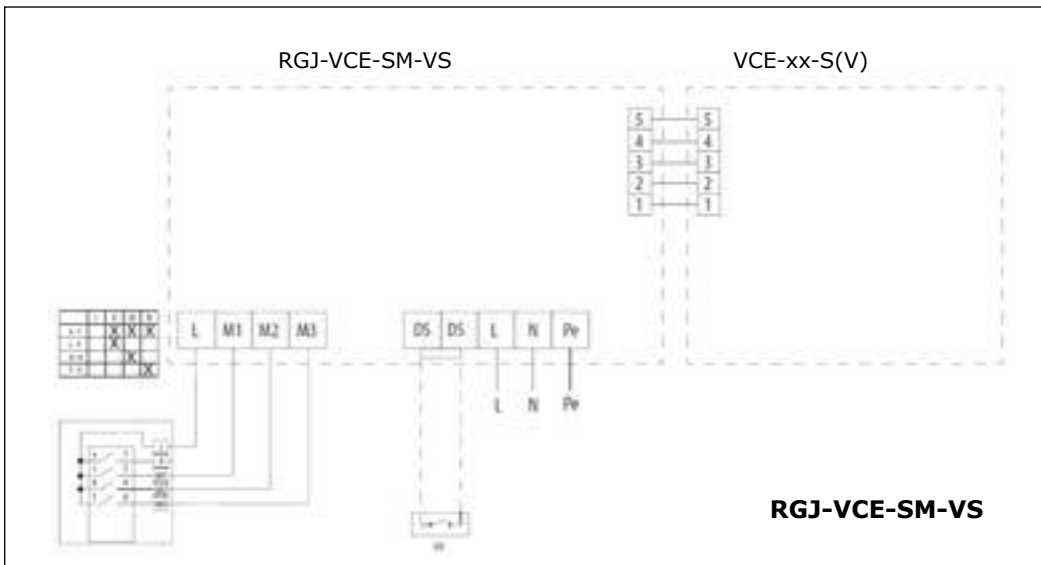 RGJ-VCE-SM-VS VCE-xx-S(V)
5 5
4 4
3 3
2 2
1 1
X X X
X
X
X
L M1 M2 M3 DS DS L N Pe
L N Pe
RGJ-VCE-SM-VS